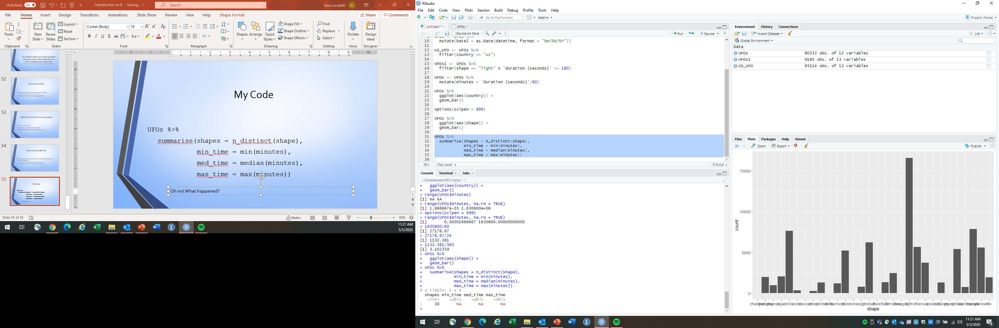 AutoSave On
Introduction to R - Saving...
Search
Sara Locatelli SL
File Home Insert Design Transitions Animations Slide Show Review View Help Shape Format
Share Comments
Paste
Clipboard
New Slide
Reuse Slides
Layout
Reset
Section
Slides
Corbel (Body) 18
B I U S ab AV Aa A
Font
Paragraph
Shapes Arrange Quick Styles
Shape Fill
Shape Outline
Shape Effects
Drawing
Find
Replace
Select
Editing
Dictate
Voice
Design Ideas
Designer
This dataset needs some cleaning before
we can do much more visualization, so
we'll come back to this next time.
52
Summarizing Data
53
Useful Functions for Summarizing Data
54
Summarize the UFO Set
55
My Code
My Code
UFOs %>%
summarise(shapes = n_distinct(shape),
min_time = min(minutes),
med_time = median(minutes),
max_time = max(minutes))
Oh no! What happened?
Slide 55 of 55
Notes
68%
11:21 AM
5/5/2020
RStudio
File Edit Code View Plots Session Build Debug Profile Tools Help
Go to file/function
Addins
Project: (None)
Untitled1*
UFOs
Source on Save
Run
Source
10 mutate(Date2 = as.Date(datetime, format = "%m/%d/%Y"))
11
12 US_UFO <- UFOs %>%
13 filter(country == "us")
14
15 UFOs1 <- UFOs %>%
16 filter(shape == "light" & `duration (seconds)` >= 180)
17
18 UFOs <- UFOs %>%
19 mutate(minutes = `duration (seconds)`/60)
20
21 UFOs %>%
22 ggplot(aes(country)) +
23 geom_bar()
24
25 options(scipen = 999)
26
27 UFOs %>%
28 ggplot(aes(shape)) +
29 geom_bar()
30
31 UFOs %>%
32 summarise(shapes = n_distinct(shape),
33 min_time = min(minutes),
34 med_time = median(minutes),
35 max_time = max(minutes))
36
36:1 (Top Level)
R Script
Console Terminal Jobs
~/Downloads/UFO Data/
+ ggplot(aes(country)) +
+ geom_bar()
> range(UFOs$minutes)
[1] NA NA
> range(UFOs$minutes, na.rm = TRUE)
[1] 1.666667e-05 1.630600e+06
> options(scipen = 999)
> range(UFOs$minutes, na.rm = TRUE)
[1] 0.00001666667 1630600.00000000000
> 1630600/60
[1] 27176.67
> 27176.67/24
[1] 1132.361
> 1132.361/365
[1] 3.102359
> UFOs %>%
+ ggplot(aes(shape)) +
+ geom_bar()
> UFOs %>%
+ summarise(shapes = n_distinct(shape),
+ min_time = min(minutes),
+ med_time = median(minutes),
+ max_time = max(minutes))
# A tibble: 1 x 4
shapes min_time med_time max_time
<int> <dbl> <dbl> <dbl>
1 30 NA NA NA
>
Environment History Connections
Import Dataset
List
Global Environment
Data
UFOs 80332 obs. of 12 variables
UFOs1 9160 obs. of 13 variables
US_UFO 65114 obs. of 13 variables
Files Plots Packages Help Viewer
Zoom Export
Publish
15000
10000
5000
0
count
shape
11:21 AM
5/5/2020
8